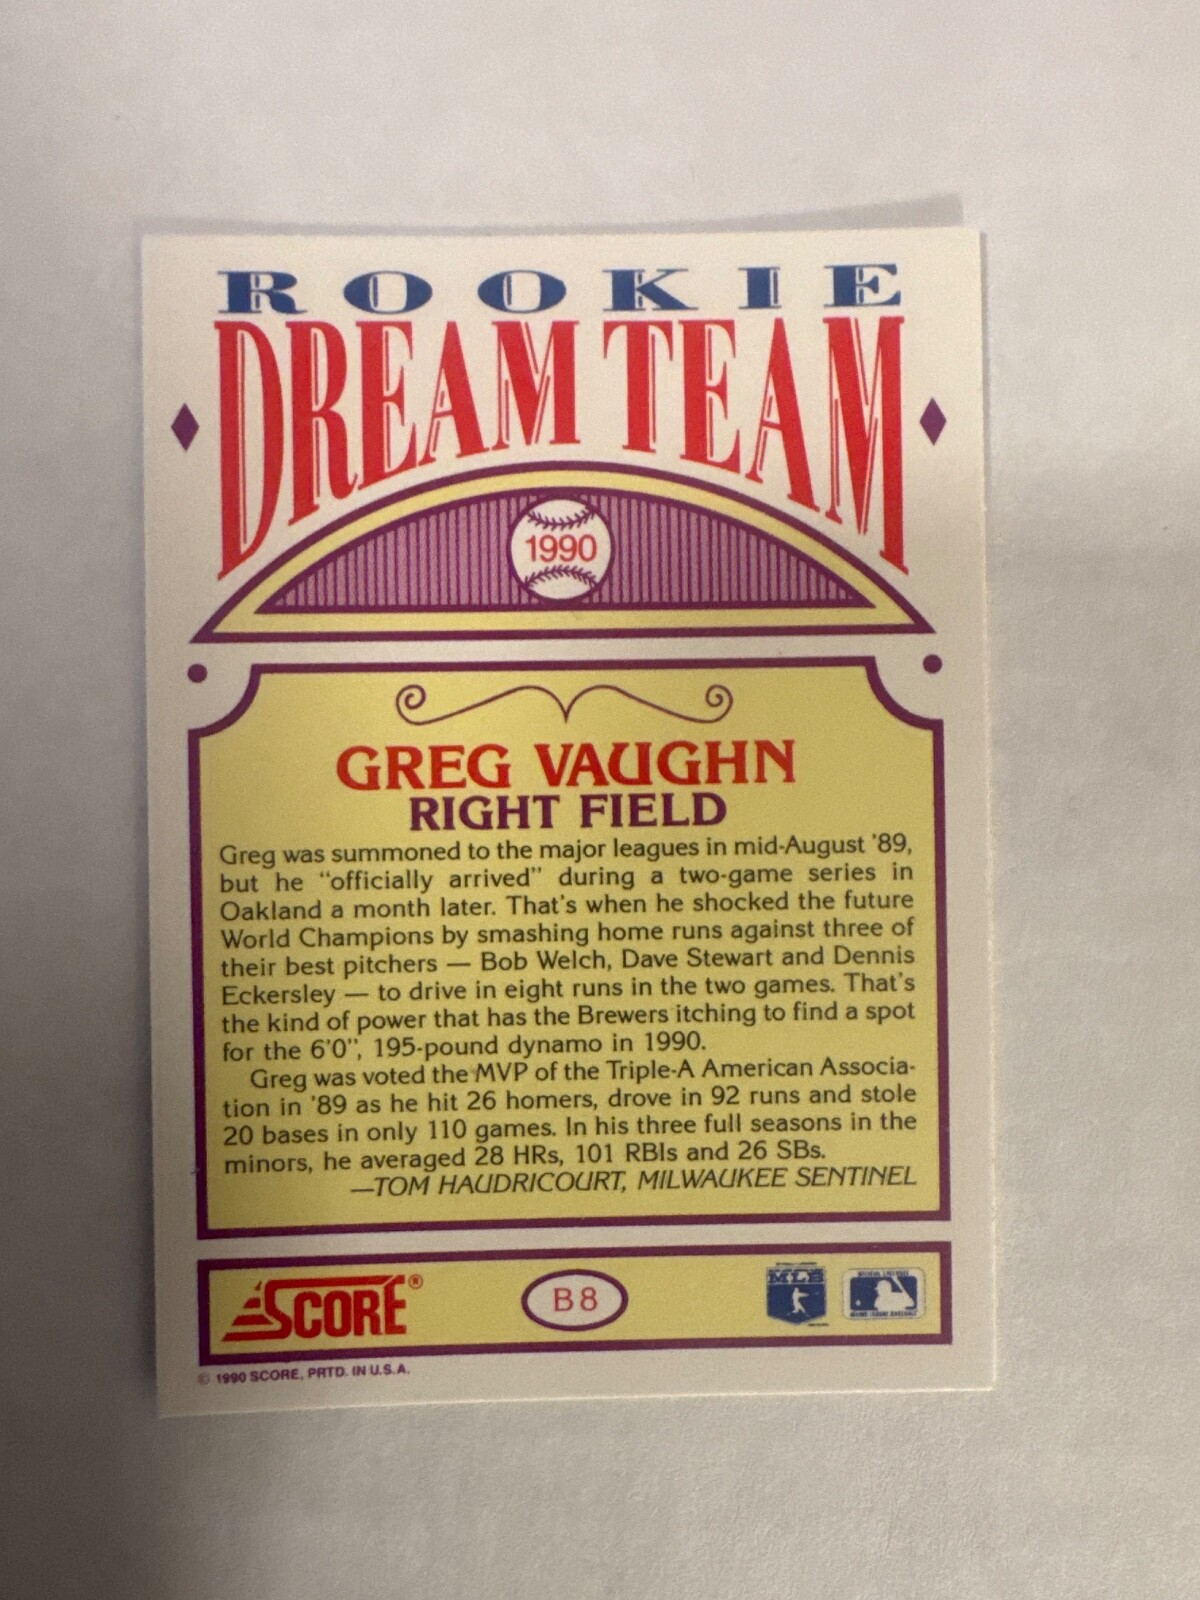 ROOKIE
DREAM TEAM
1990
GREG VAUGHN
RIGHT FIELD
Greg was summoned to the major leagues in mid-August '89,
but he "officially arrived" during a two-game series in
Oakland a month later. That's when he shocked the future
World Champions by smashing home runs against three of
their best pitchers — Bob Welch, Dave Stewart and Dennis
Eckersley — to drive in eight runs in the two games. That's
the kind of power that has the Brewers itching to find a spot
for the 6'0", 195-pound dynamo in 1990.
Greg was voted the MVP of the Triple-A American Associa-
tion in '89 as he hit 26 homers, drove in 92 runs and stole
20 bases in only 110 games. In his three full seasons in the
minors, he averaged 28 HRs, 101 RBIs and 26 SBs.
—TOM HAUDRICOURT, MILWAUKEE SENTINEL
SCORE®
B8
MLB
© 1990 SCORE, PRTD. IN U.S.A.